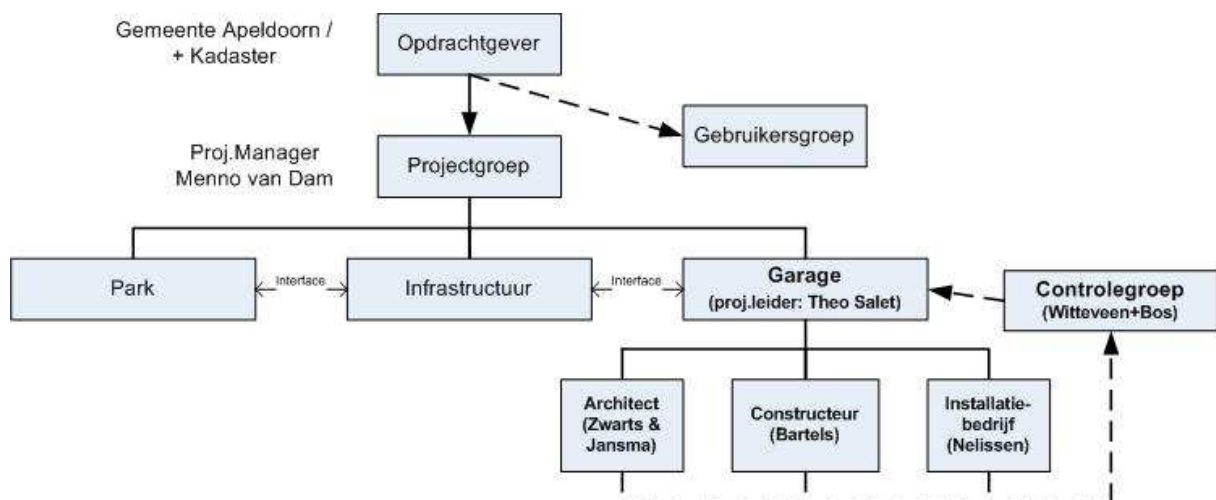 Gemeente Apeldoorn /
+ Kadaster
Opdrachtgever
Gebruikersgroep
Proj.Manager
Menno van Dam
Projectgroep
Park
Interface
Infrastructuur
Interface
Garage
(proj.leider: Theo Salet)
Controlegroep
(Witteveen+Bos)
Architect
(Zwarts &
Jansma)
Constructeur
(Bartels)
Installatie-
bedrijf
(Nelissen)